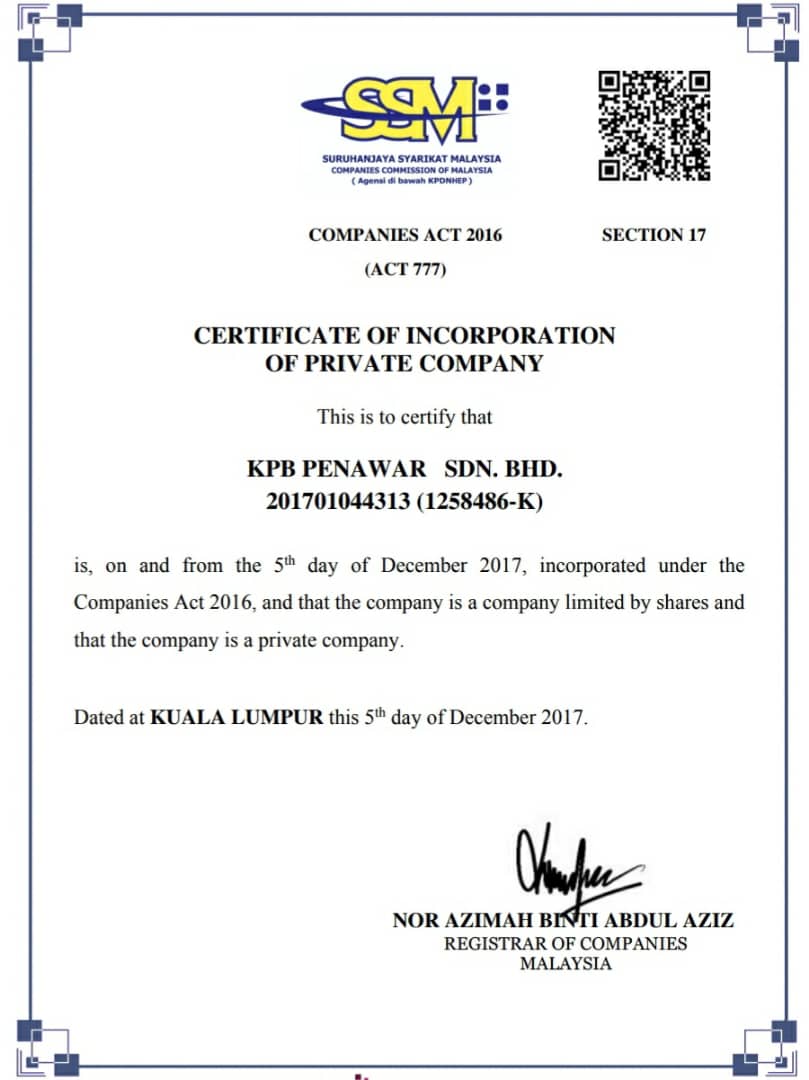 SSM
SURUHANJAYA SYARIKAT MALAYSIA
COMPANIES COMMISSION OF MALAYSIA
( Agensi di bawah KPDNHEP )
COMPANIES ACT 2016 SECTION 17
(ACT 777)
CERTIFICATE OF INCORPORATION
OF PRIVATE COMPANY
This is to certify that
KPB PENAWAR SDN. BHD.
201701044313 (1258486-K)
is, on and from the 5th day of December 2017, incorporated under the
Companies Act 2016, and that the company is a company limited by shares and
that the company is a private company.
Dated at KUALA LUMPUR this 5th day of December 2017.
NOR AZIMAH BINTI ABDUL AZIZ
REGISTRAR OF COMPANIES
MALAYSIA